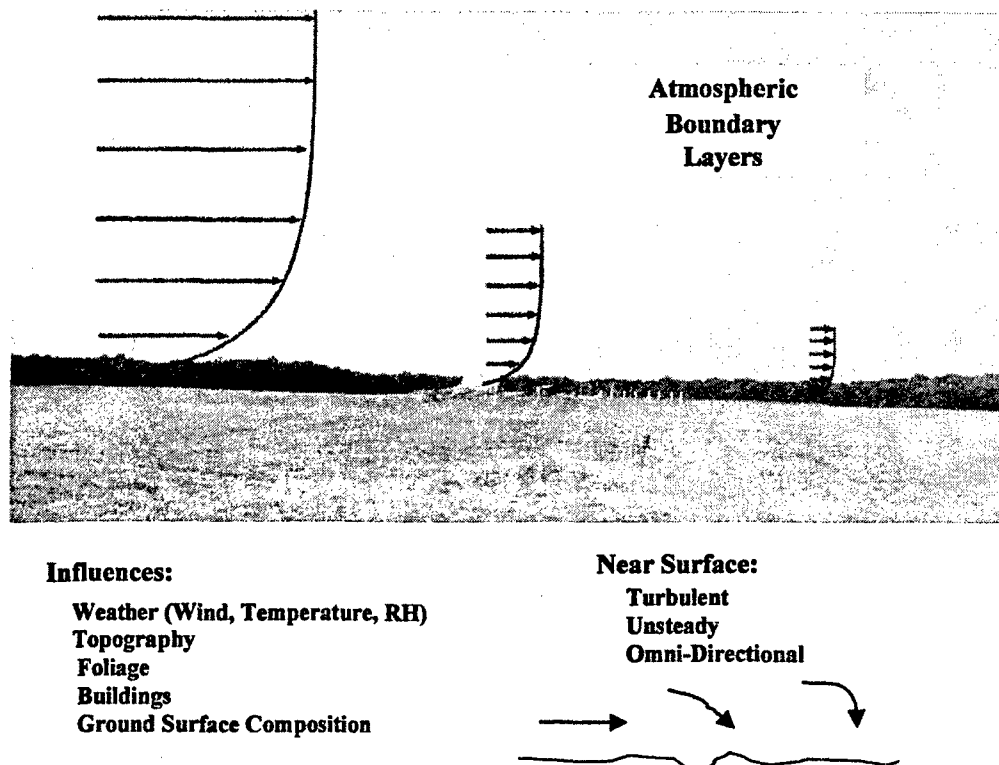 Atmospheric
Boundary
Layers
Influences:
Weather (Wind, Temperature, RH)
Topography
Foliage
Buildings
Ground Surface Composition
Near Surface:
Turbulent
Unsteady
Omni-Directional